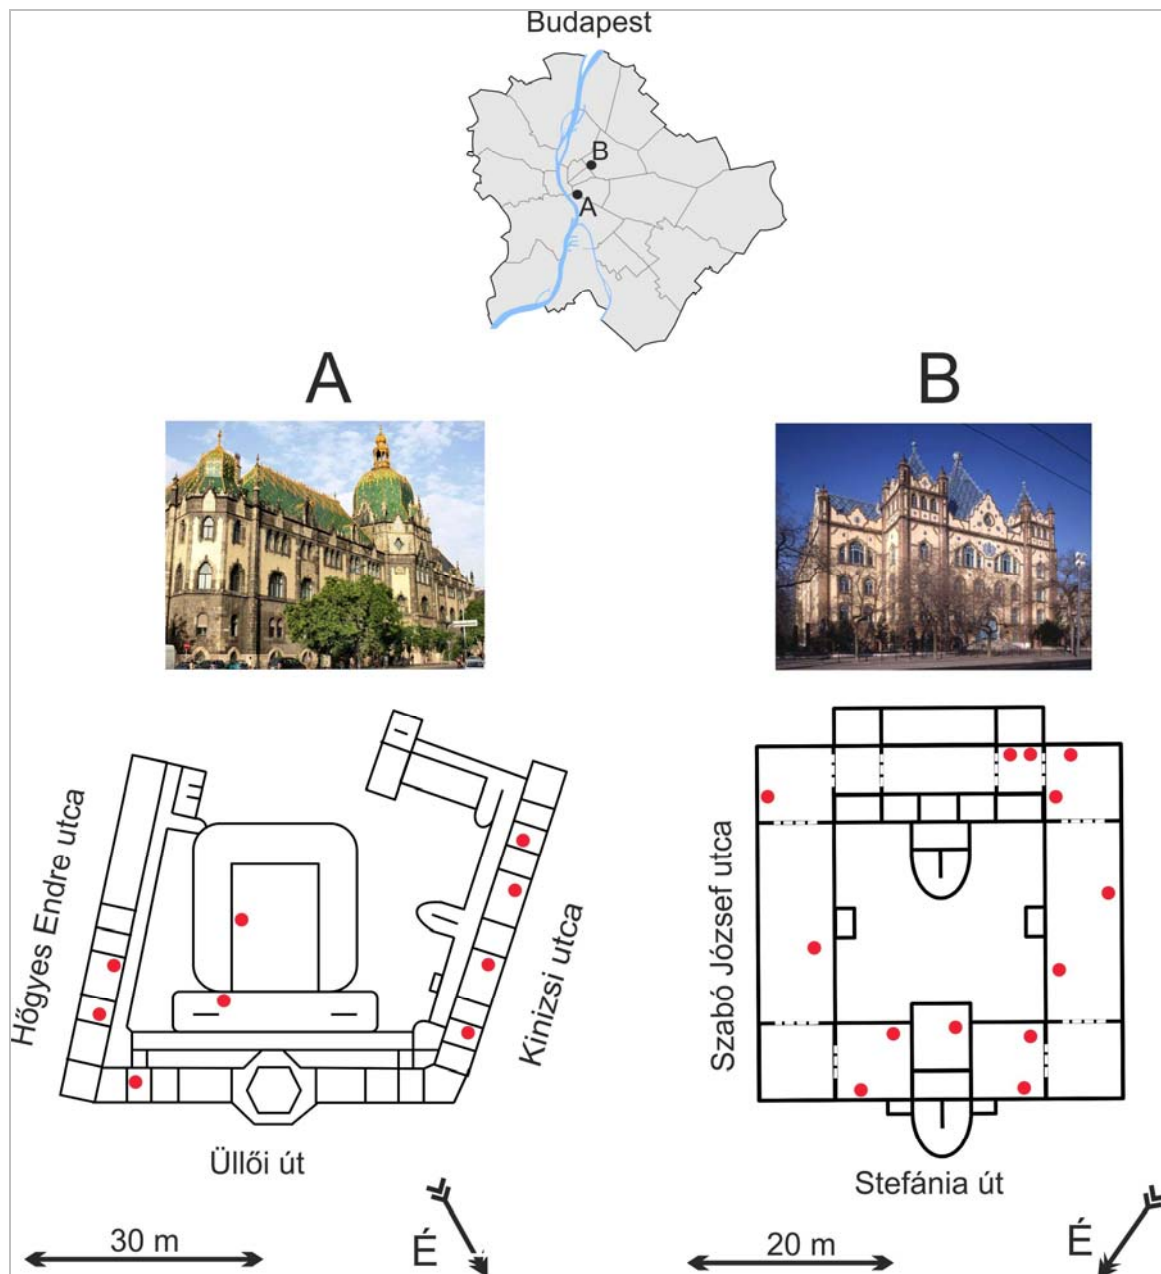 Budapest
B
A
A
B
Hőgyes Endre utca
Kinizsi utca
Üllői út
30 m
É
Szabó József utca
Stefánia út
20 m
É